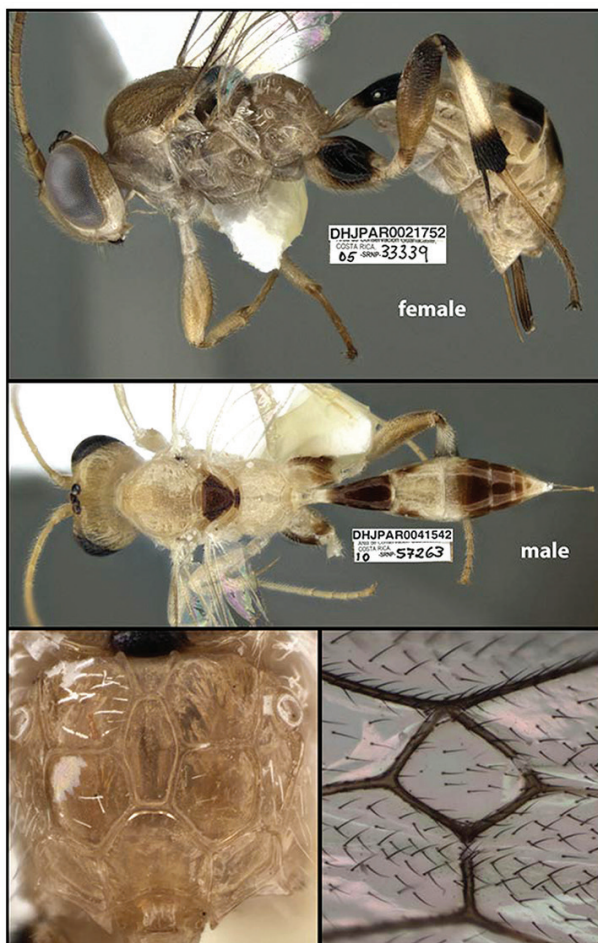 DHJPAR0021752
COSTA RICA.
05 -SRNP- 33339
female
DHJPAR0041542
COSTA RICA
10 -SRNP- 57263
male